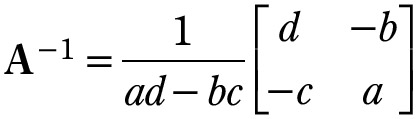 A⁻¹ = 1/(ad − bc) [d −b; −c a]